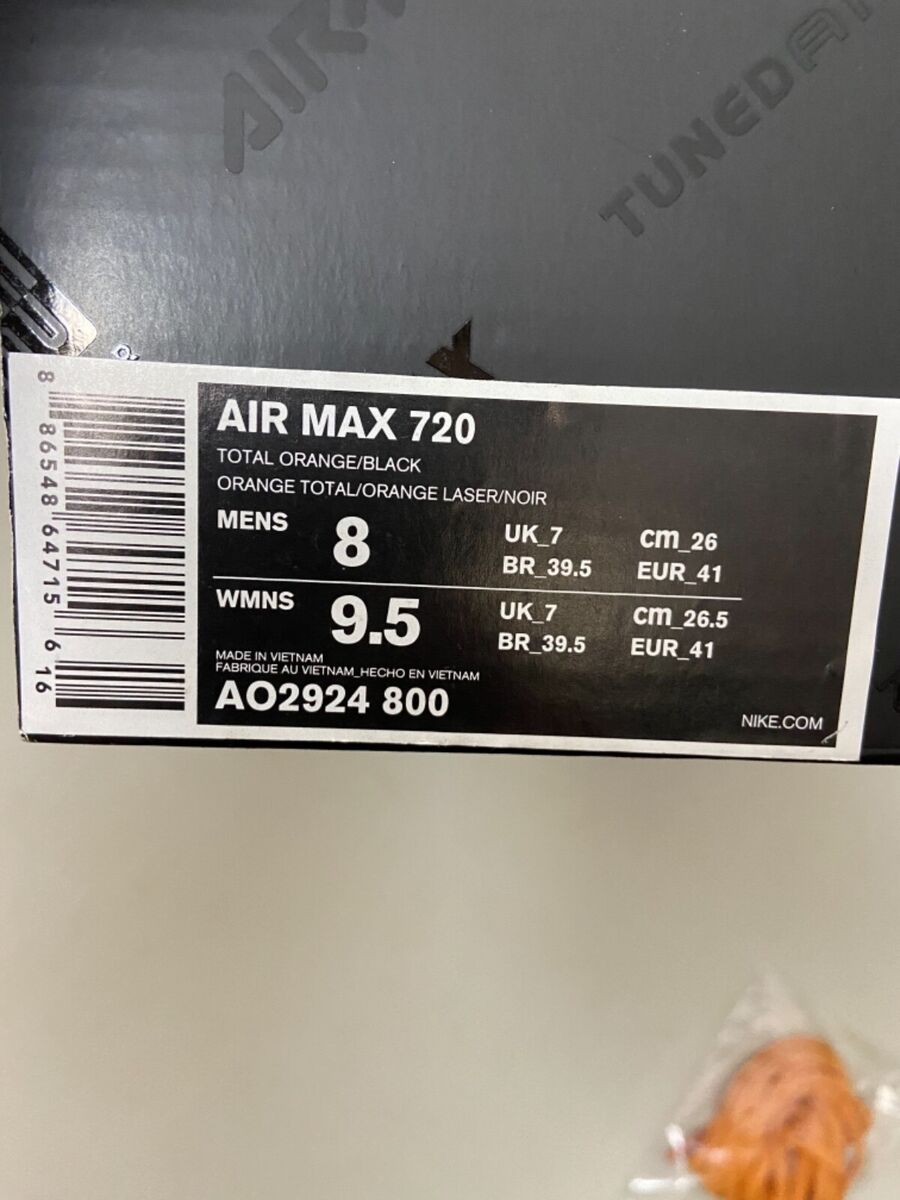 AIR
TUNED AI
AIR MAX 720
TOTAL ORANGE/BLACK
ORANGE TOTAL/ORANGE LASER/NOIR
MENS 8 UK_7 cm_26
BR_39.5 EUR_41
WMNS 9.5 UK_7 cm_26.5
BR_39.5 EUR_41
MADE IN VIETNAM
FABRIQUE AU VIETNAM_HECHO EN VIETNAM
AO2924 800
NIKE.COM
8 86548 64715 6 16